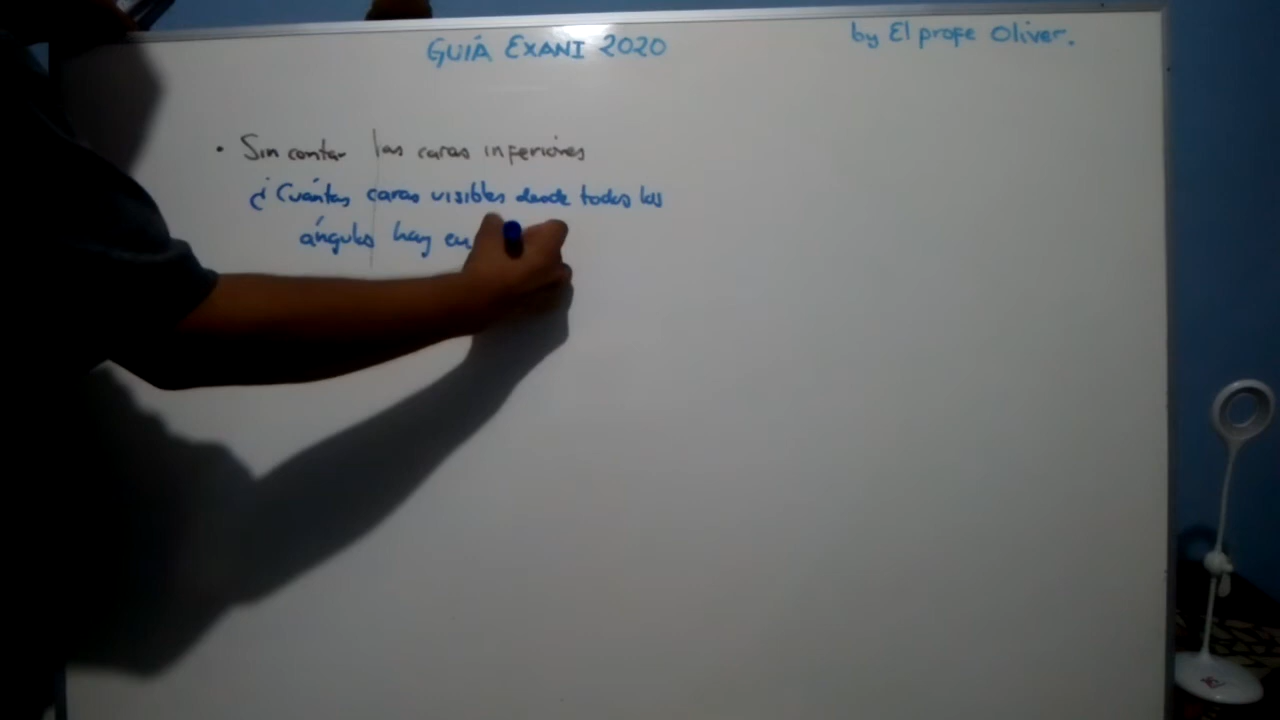 GUIÁ EXANI 2020
by El profe Oliver.
• Sin contar las caras inferiores
¿Cuántas caras visibles desde todos los
ángulos hay en